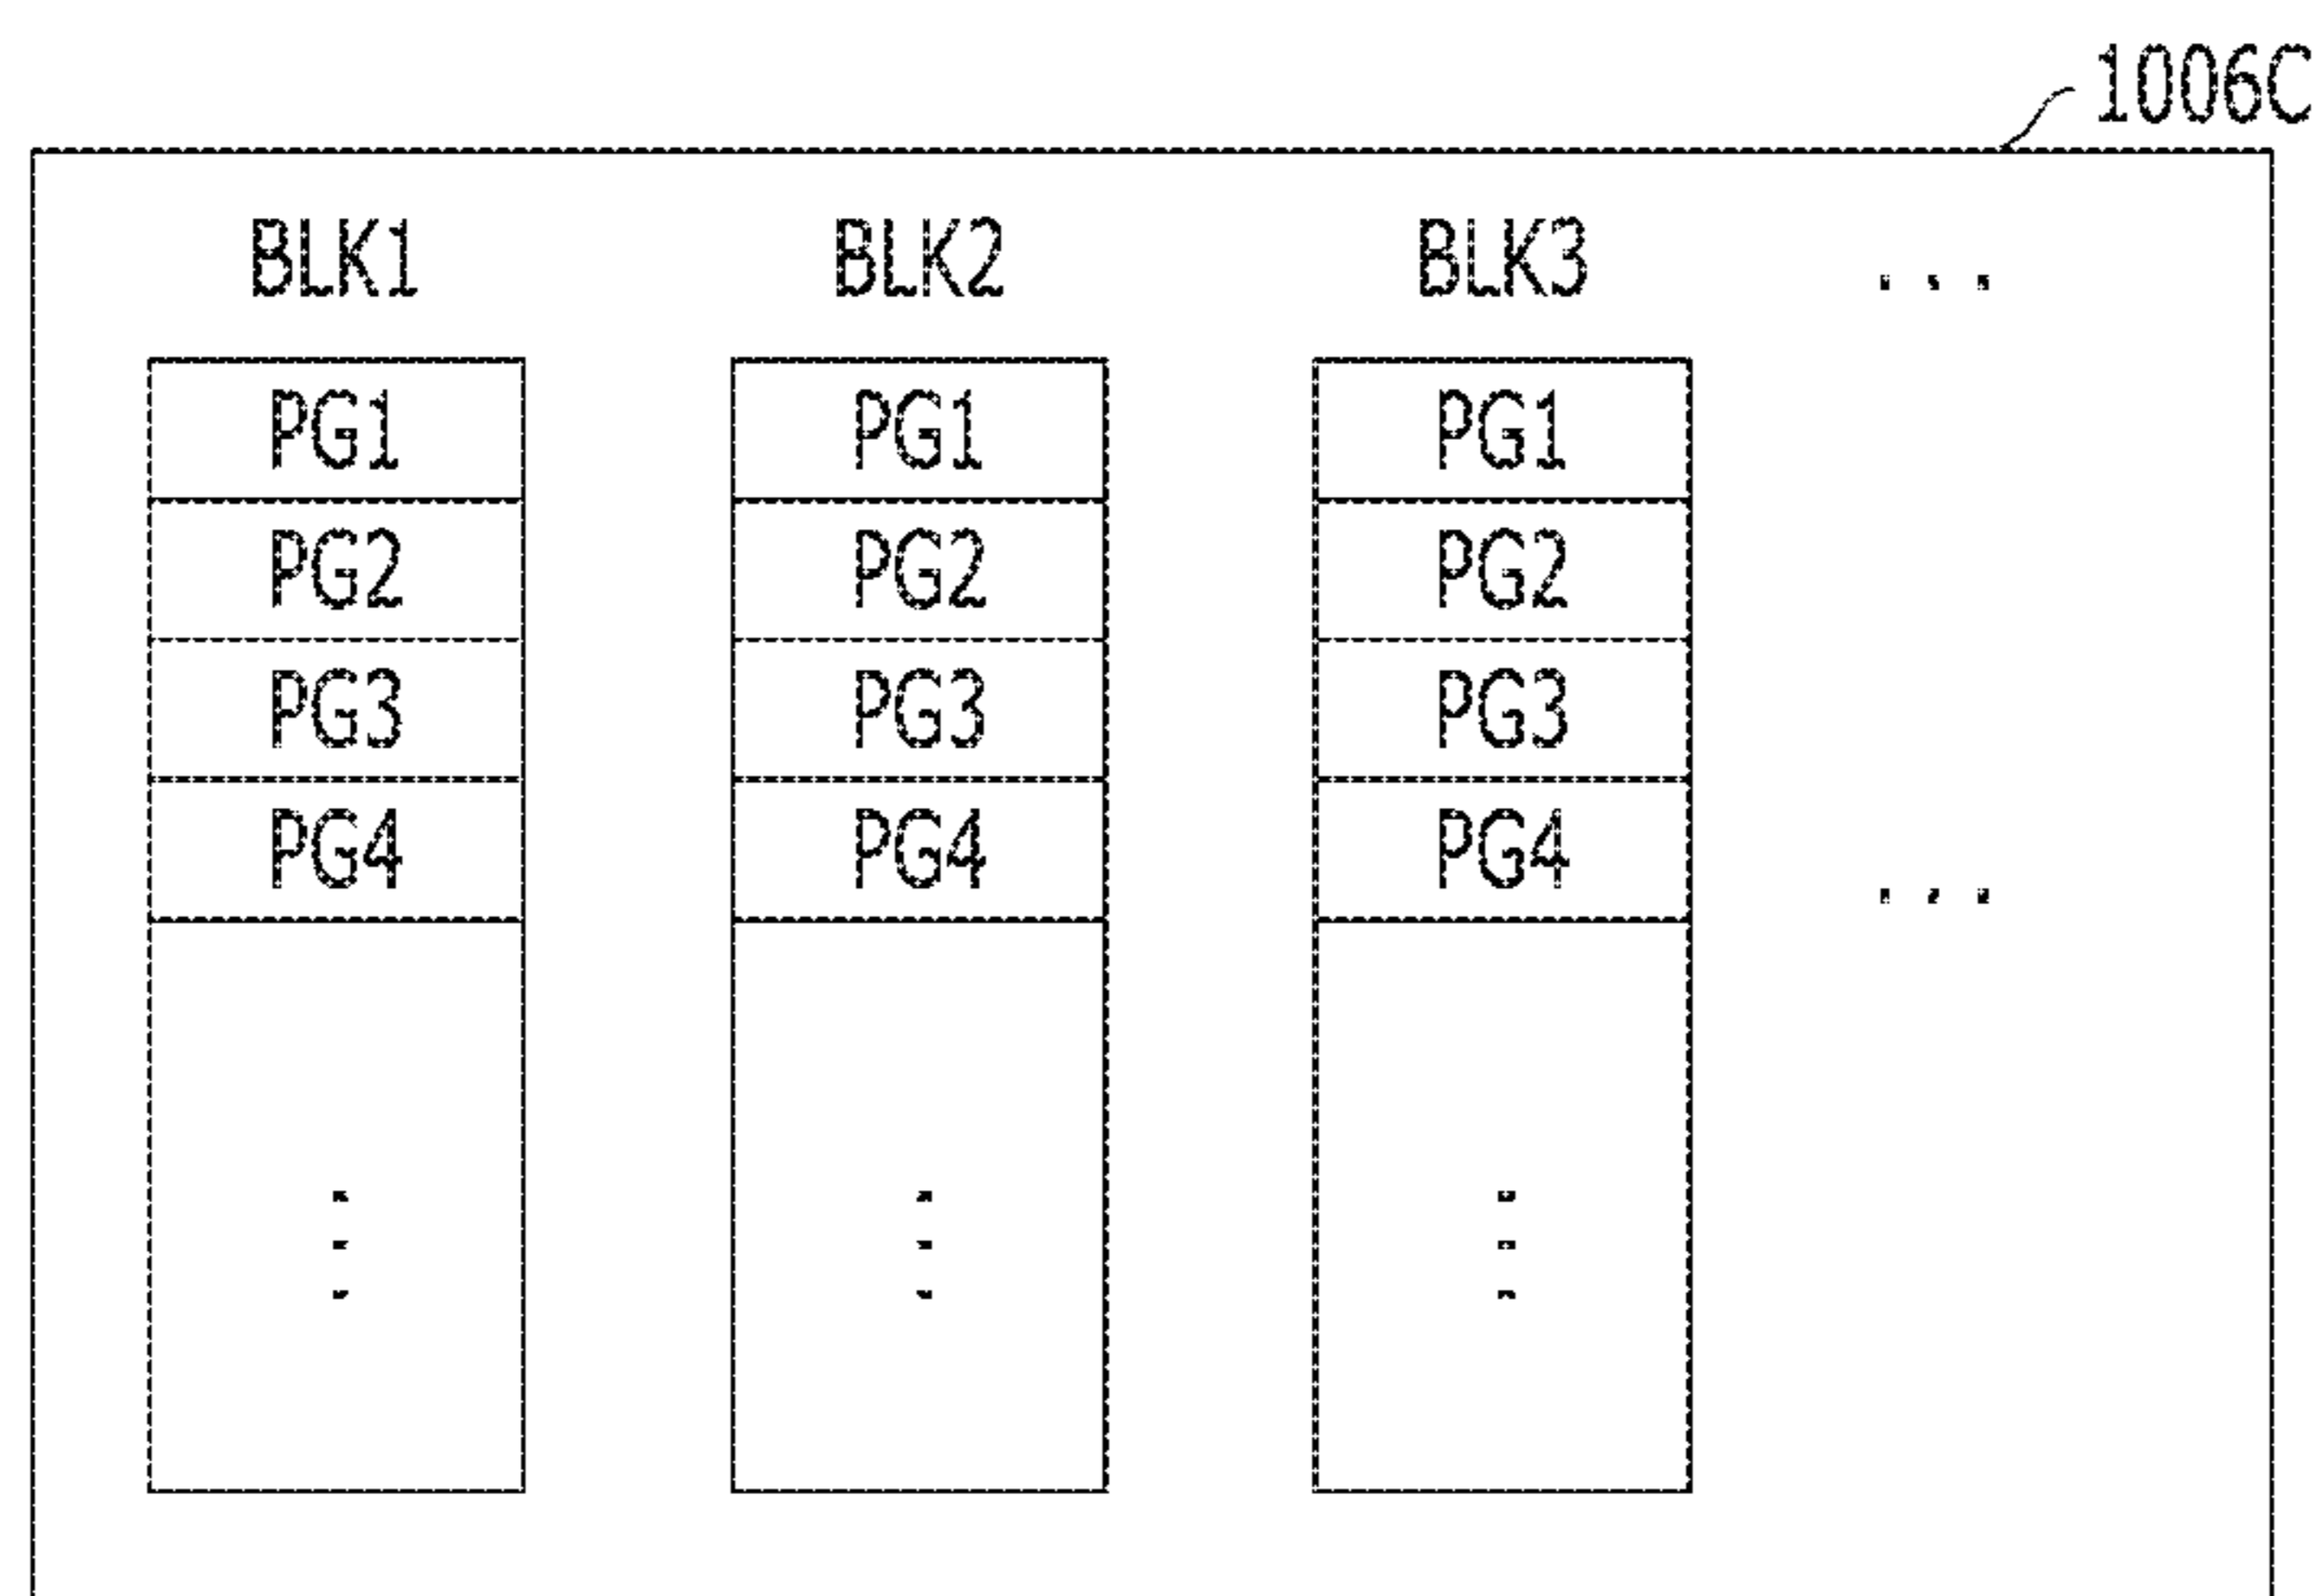 1006C
BLK1 BLK2 BLK3 ...
PG1 PG1 PG1
PG2 PG2 PG2
PG3 PG3 PG3
PG4 PG4 PG4 ...